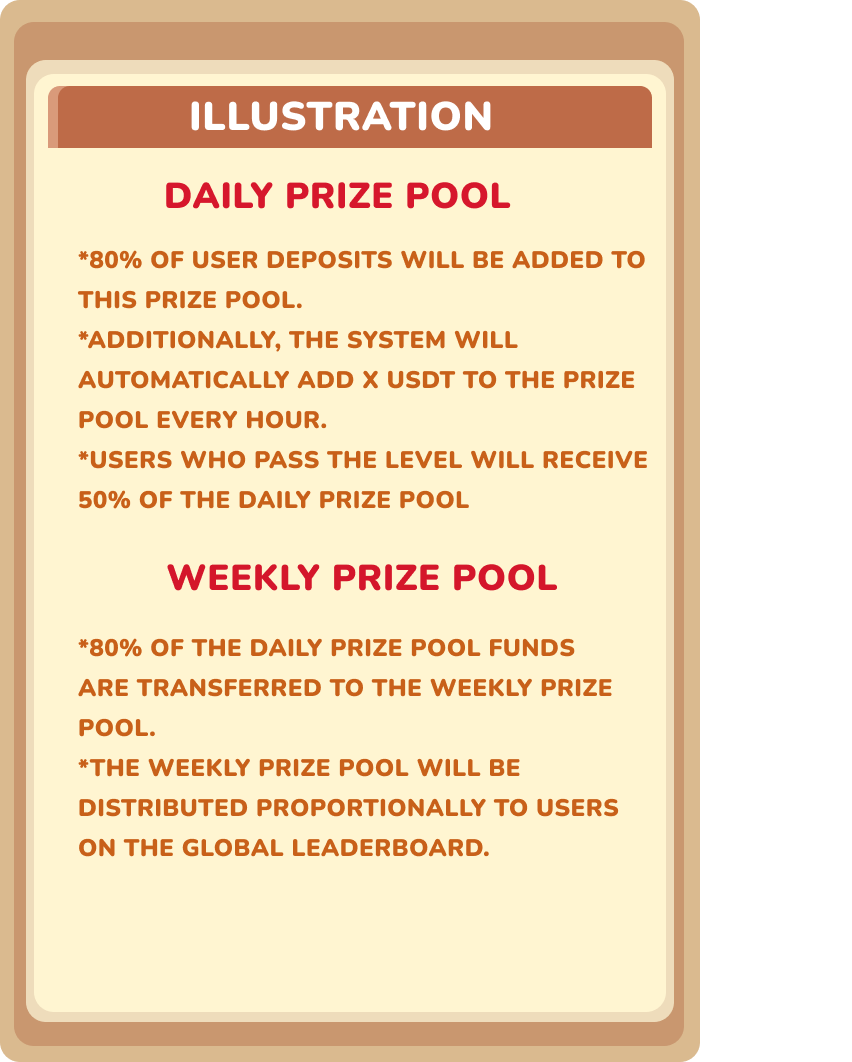 ILLUSTRATION
DAILY PRIZE POOL
*80% OF USER DEPOSITS WILL BE ADDED TO
THIS PRIZE POOL.
*ADDITIONALLY, THE SYSTEM WILL
AUTOMATICALLY ADD X USDT TO THE PRIZE
POOL EVERY HOUR.
*USERS WHO PASS THE LEVEL WILL RECEIVE
50% OF THE DAILY PRIZE POOL
WEEKLY PRIZE POOL
*80% OF THE DAILY PRIZE POOL FUNDS
ARE TRANSFERRED TO THE WEEKLY PRIZE
POOL.
*THE WEEKLY PRIZE POOL WILL BE
DISTRIBUTED PROPORTIONALLY TO USERS
ON THE GLOBAL LEADERBOARD.